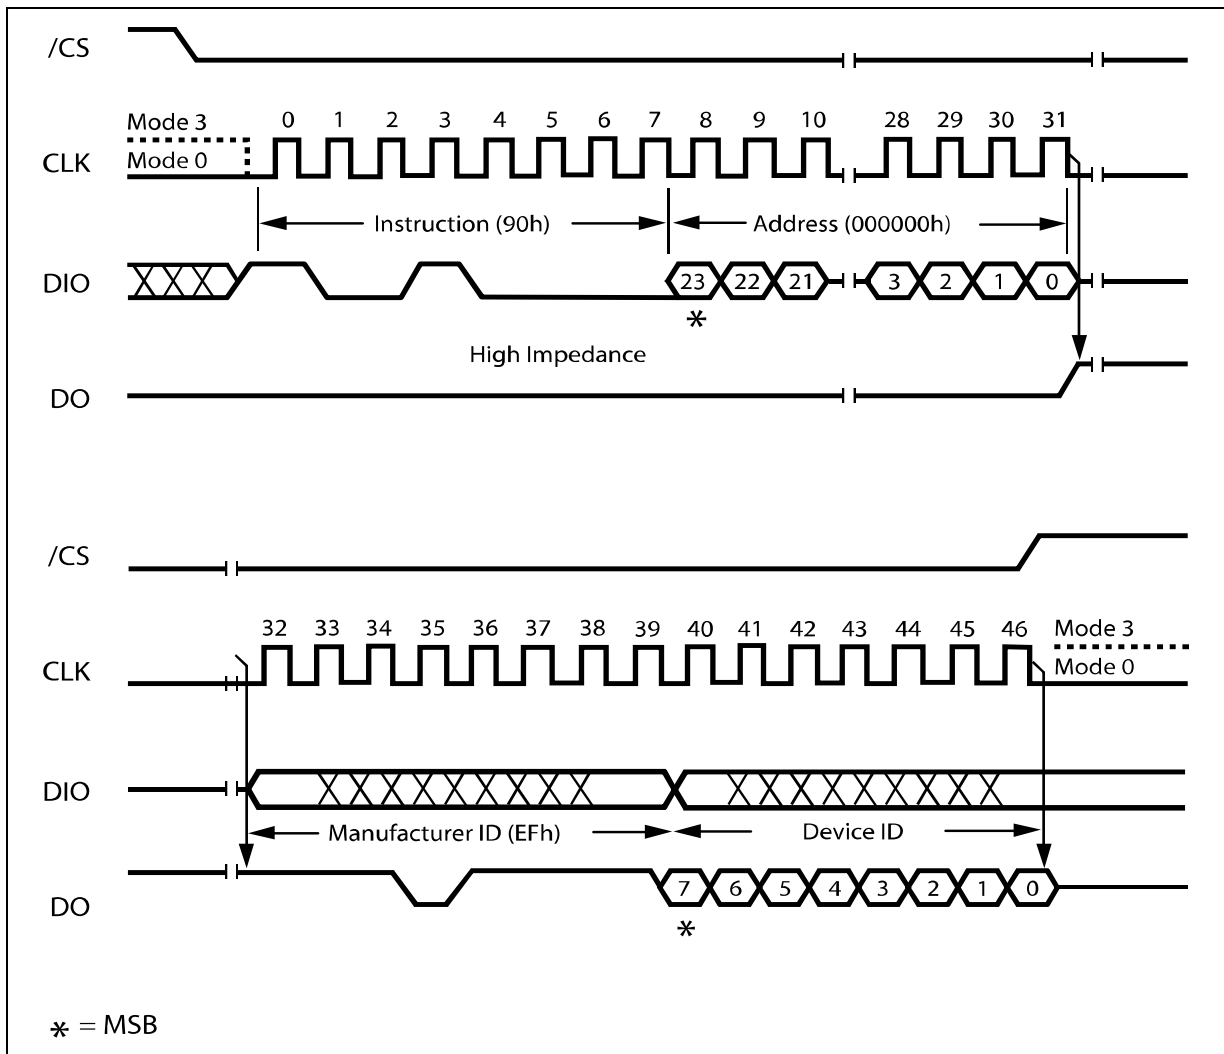 /CS
Mode 3
0 1 2 3 4 5 6 7 8 9 10 28 29 30 31
CLK
Mode 0
Instruction (90h)
Address (000000h)
DIO
23 22 21 3 2 1 0
*
High Impedance
DO
/CS
32 33 34 35 36 37 38 39 40 41 42 43 44 45 46
Mode 3
CLK
Mode 0
DIO
Manufacturer ID (EFh)
Device ID
DO
7 6 5 4 3 2 1 0
*
* = MSB